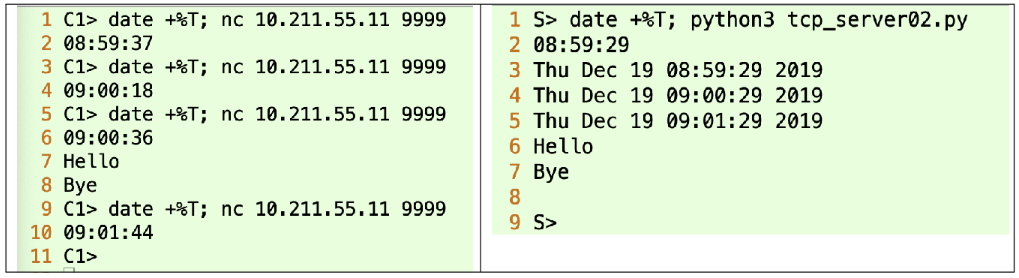 1 C1> date +%T; nc 10.211.55.11 9999
2 08:59:37
3 C1> date +%T; nc 10.211.55.11 9999
4 09:00:18
5 C1> date +%T; nc 10.211.55.11 9999
6 09:00:36
7 Hello
8 Bye
9 C1> date +%T; nc 10.211.55.11 9999
10 09:01:44
11 C1>
1 S> date +%T; python3 tcp_server02.py
2 08:59:29
3 Thu Dec 19 08:59:29 2019
4 Thu Dec 19 09:00:29 2019
5 Thu Dec 19 09:01:29 2019
6 Hello
7 Bye
8
9 S>